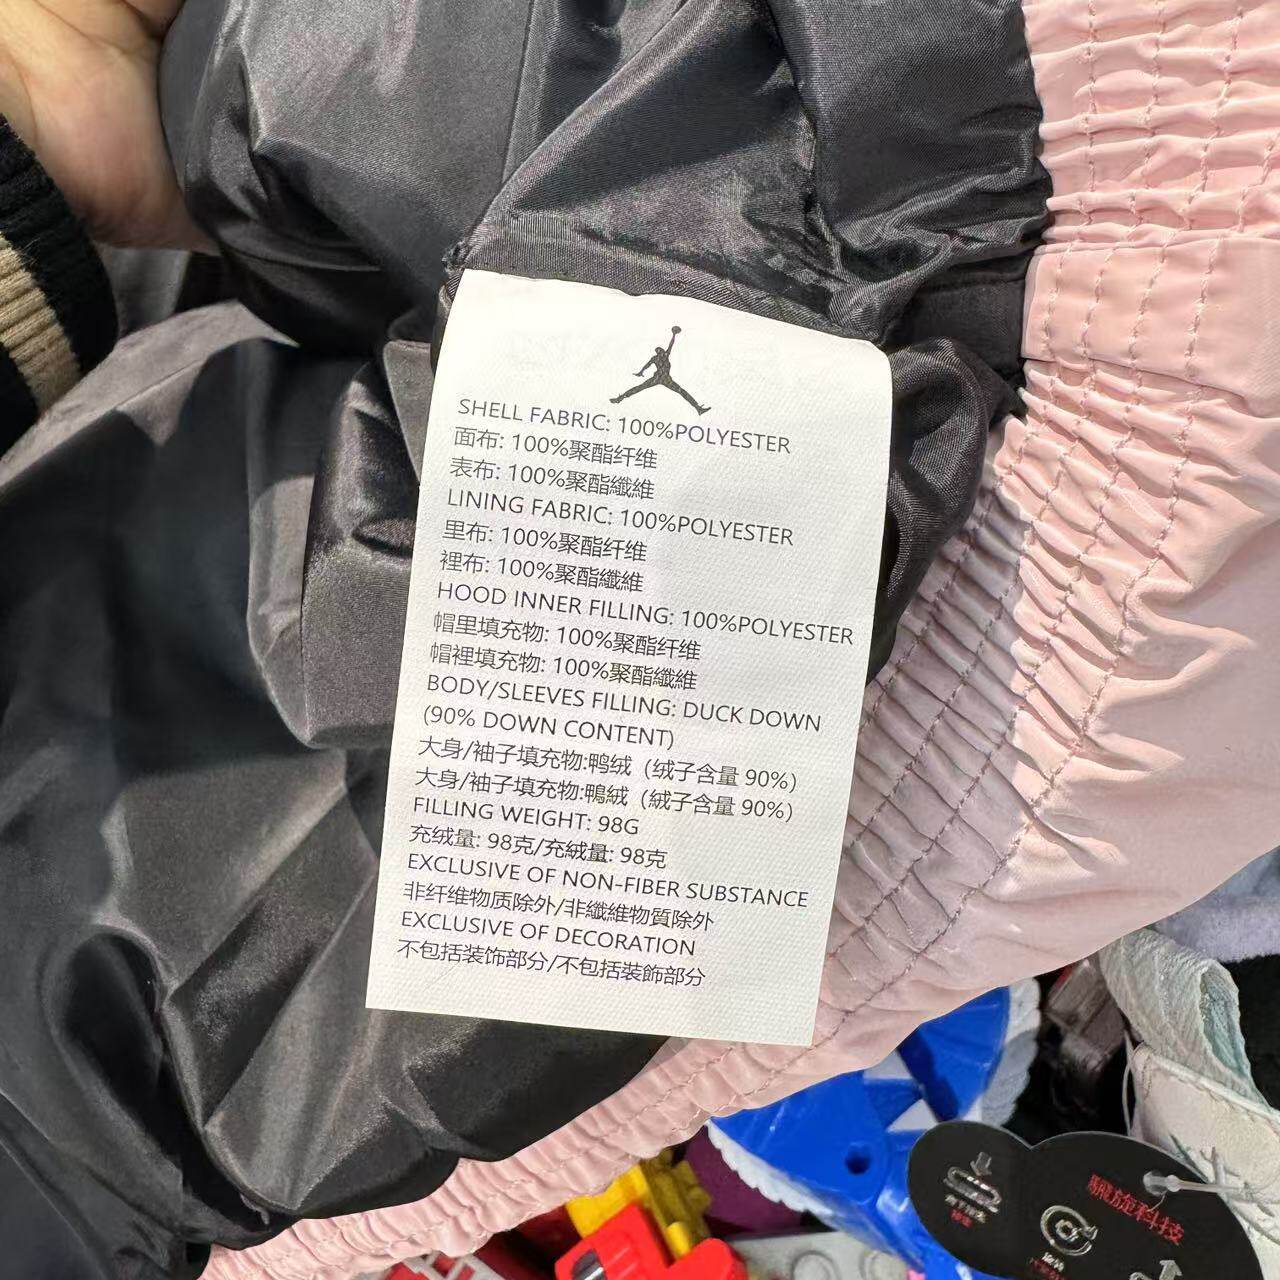 SHELL FABRIC: 100%POLYESTER
面布: 100%聚酯纤维
表布: 100%聚酯纖維
LINING FABRIC: 100%POLYESTER
里布: 100%聚酯纤维
裡布: 100%聚酯纖維
HOOD INNER FILLING: 100%POLYESTER
帽里填充物: 100%聚酯纤维
帽裡填充物: 100%聚酯纖維
BODY/SLEEVES FILLING: DUCK DOWN
(90% DOWN CONTENT)
大身/袖子填充物:鸭绒（绒子含量 90%）
大身/袖子填充物:鴨絨（絨子含量 90%）
FILLING WEIGHT: 98G
充绒量: 98克/充絨量: 98克
EXCLUSIVE OF NON-FIBER SUBSTANCE
非纤维物质除外/非纖維物質除外
EXCLUSIVE OF DECORATION
不包括装饰部分/不包括裝飾部分